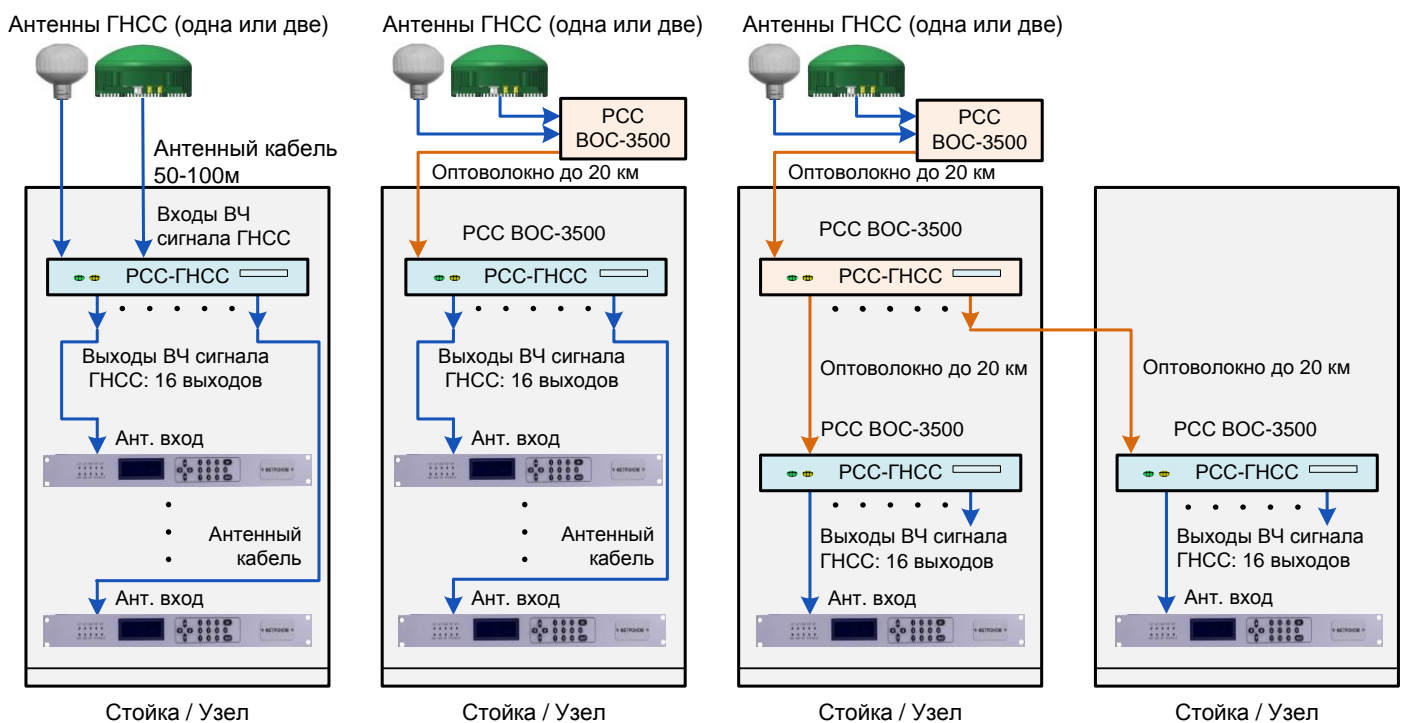 Антенны ГНСС (одна или две)
Антенный кабель
50-100м
Входы ВЧ
сигнала ГНСС
РСС-ГНСС
Выходы ВЧ сигнала
ГНСС: 16 выходов
Ант. вход
Антенный
кабель
Ант. вход
Стойка / Узел
Антенны ГНСС (одна или две)
РСС
ВОС-3500
Оптоволокно до 20 км
РСС ВОС-3500
РСС-ГНСС
Выходы ВЧ сигнала
ГНСС: 16 выходов
Ант. вход
Антенный
кабель
Ант. вход
Стойка / Узел
Антенны ГНСС (одна или две)
РСС
ВОС-3500
Оптоволокно до 20 км
РСС ВОС-3500
РСС-ГНСС
Оптоволокно до 20 км
РСС ВОС-3500
РСС-ГНСС
Выходы ВЧ сигнала
ГНСС: 16 выходов
Ант. вход
Стойка / Узел
Оптоволокно до 20 км
РСС ВОС-3500
РСС-ГНСС
Выходы ВЧ сигнала
ГНСС: 16 выходов
Ант. вход
Стойка / Узел